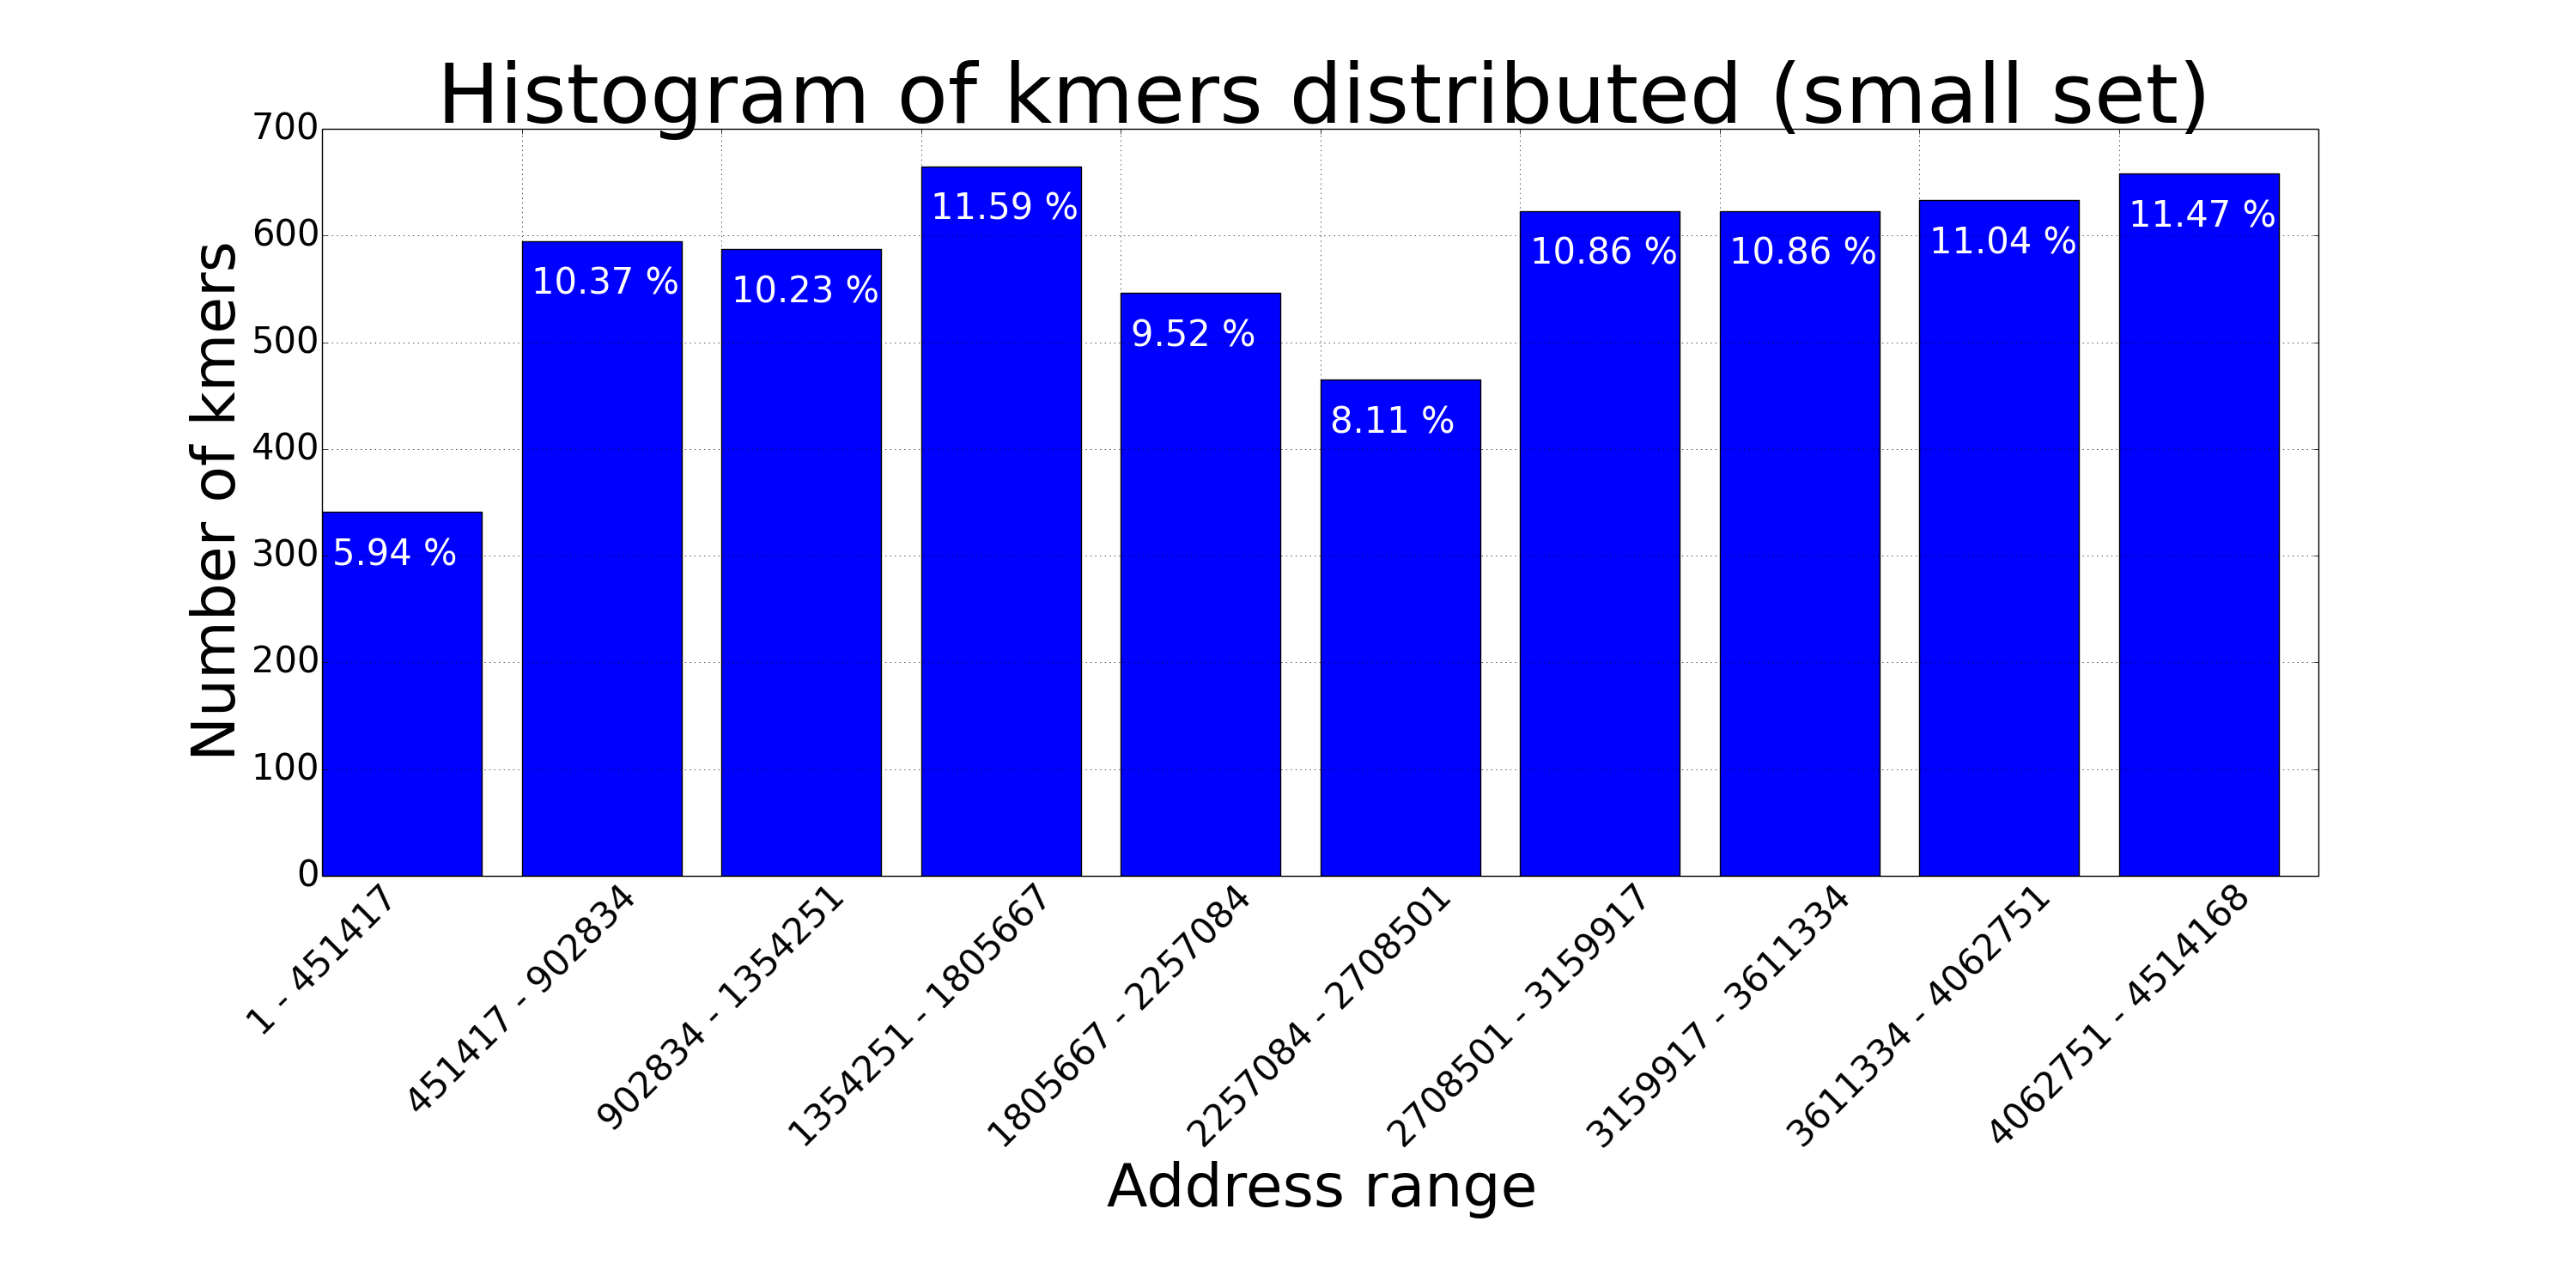 Histogram of kmers distributed (small set)
Number of kmers
700
600
500
400
300
200
100
0
5.94 %
10.37 %
10.23 %
11.59 %
9.52 %
8.11 %
10.86 %
10.86 %
11.04 %
11.47 %
1 - 451417
451417 - 902834
902834 - 1354251
1354251 - 1805667
1805667 - 2257084
2257084 - 2708501
2708501 - 3159917
3159917 - 3611334
3611334 - 4062751
4062751 - 4514168
Address range